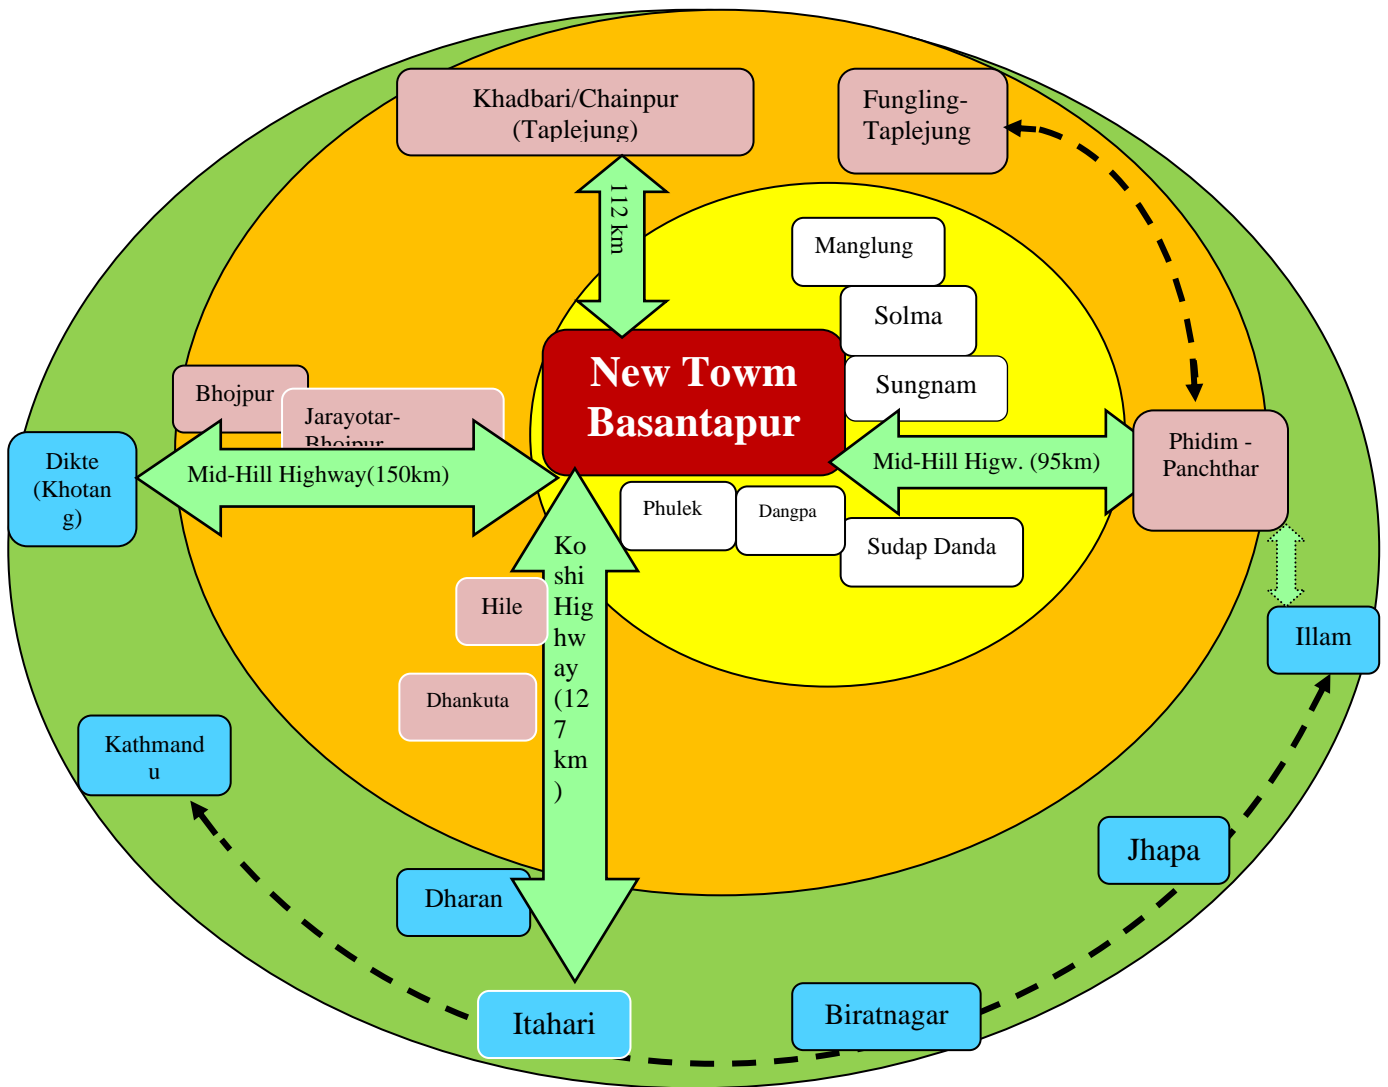 Khadbari/Chainpur
(Taplejung)
Fungling-
Taplejung
112 km
Manglung
Solma
Sungnam
New Towm
Basantapur
Bhojpur
Jarayotar-
Bhojpur
Dikte
(Khotan
g)
Mid-Hill Highway(150km)
Mid-Hill Higw. (95km)
Phidim -
Panchthar
Phulek
Dangpa
Sudap Danda
Ko
shi
Hig
hw
ay
(12
7
km
)
Hile
Dhankuta
Illam
Kathmand
u
Jhapa
Dharan
Itahari
Biratnagar